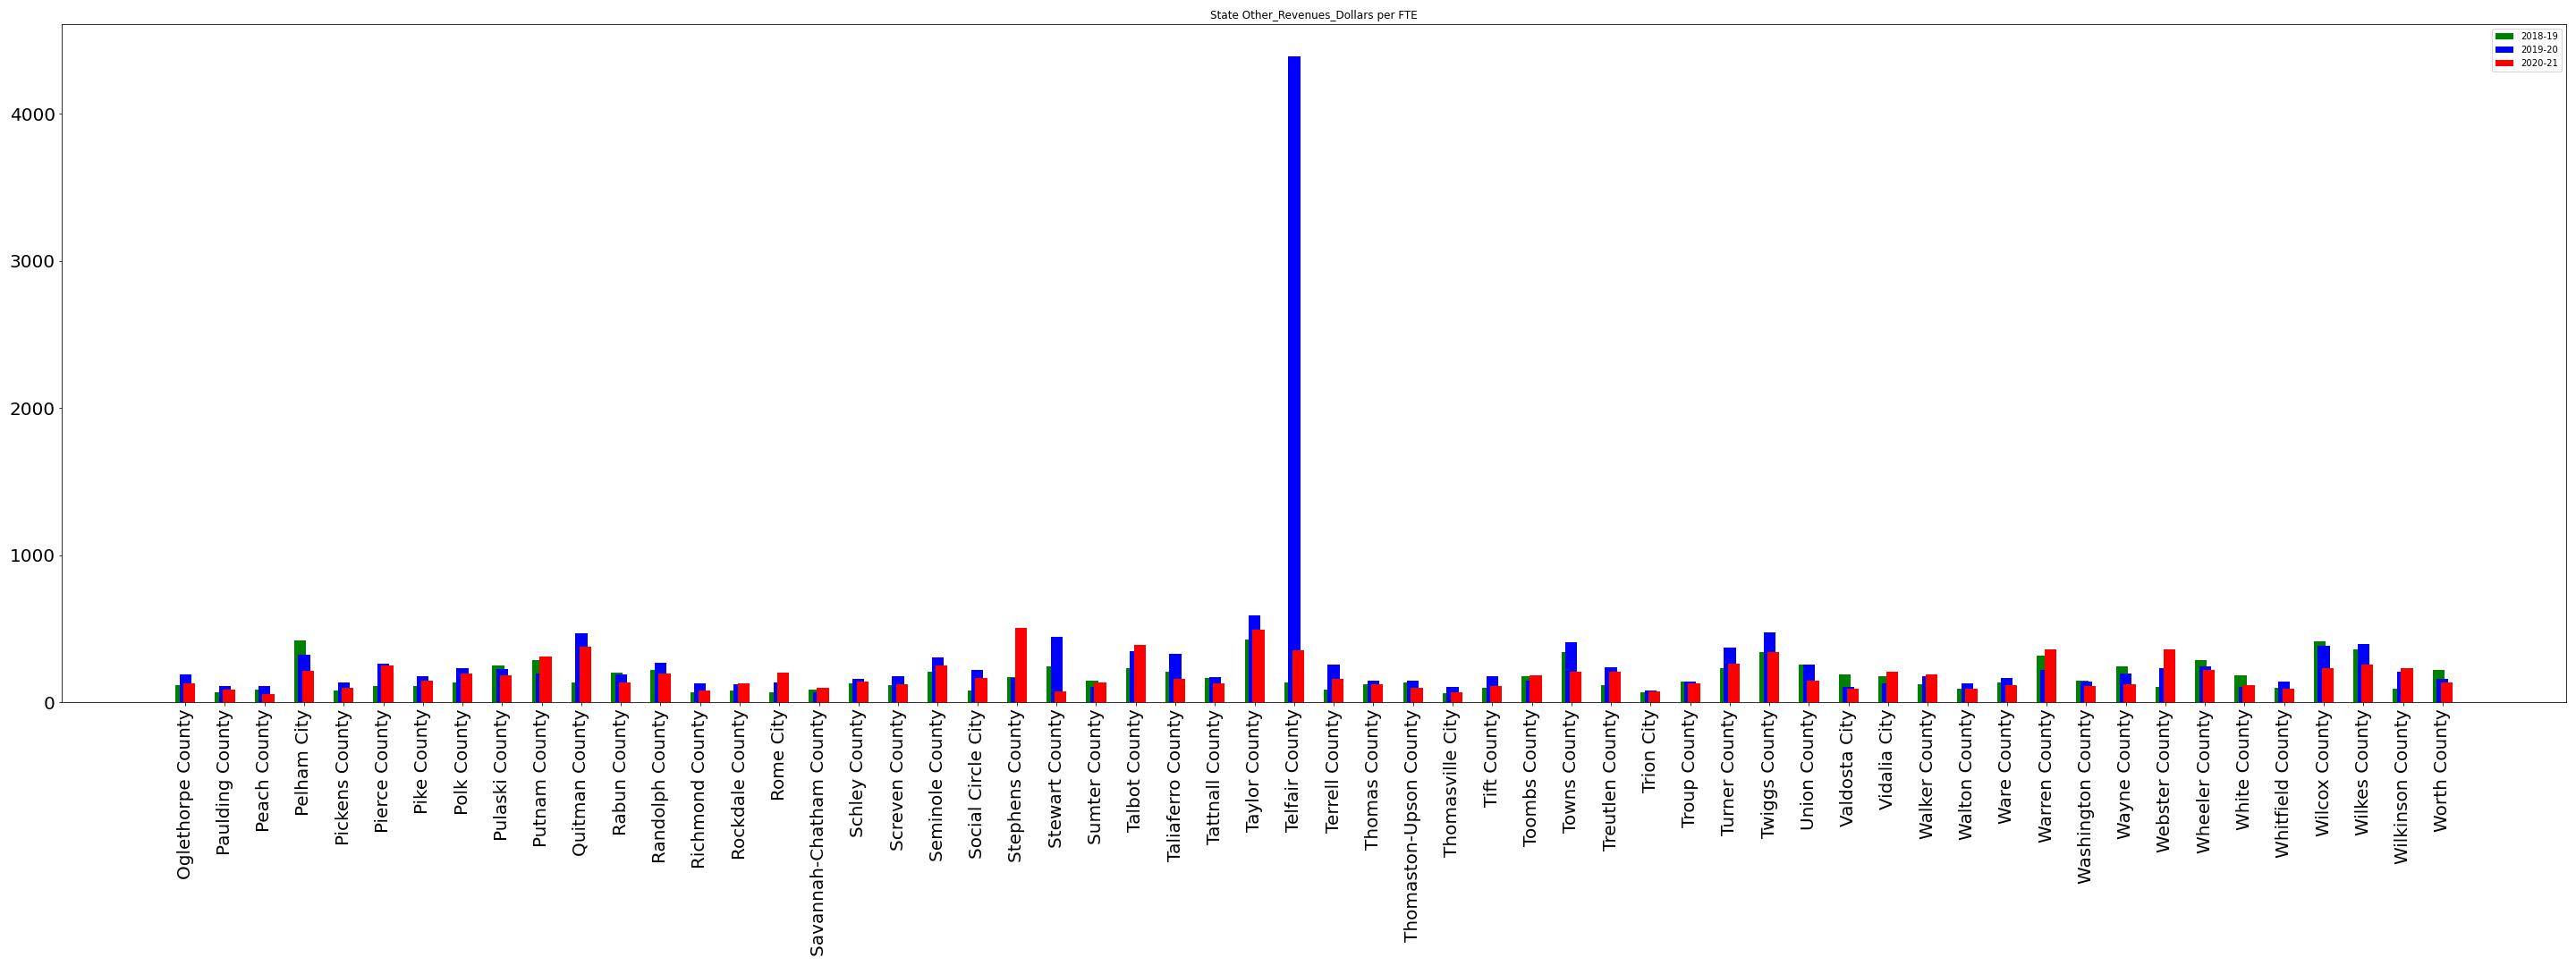 State Other_Revenues_Dollars per FTE
2018-19
2019-20
2020-21
4000
3000
2000
1000
0
Oglethorpe County
Paulding County
Peach County
Pelham City
Pickens County
Pierce County
Pike County
Polk County
Pulaski County
Putnam County
Quitman County
Rabun County
Randolph County
Richmond County
Rockdale County
Rome City
Savannah-Chatham County
Schley County
Screven County
Seminole County
Social Circle City
Stephens County
Stewart County
Sumter County
Talbot County
Taliaferro County
Tattnall County
Taylor County
Telfair County
Terrell County
Thomas County
Thomaston-Upson County
Thomasville City
Tift County
Toombs County
Towns County
Treutlen County
Trion City
Troup County
Turner County
Twiggs County
Union County
Valdosta City
Vidalia City
Walker County
Walton County
Ware County
Warren County
Washington County
Wayne County
Webster County
Wheeler County
White County
Whitfield County
Wilcox County
Wilkes County
Wilkinson County
Worth County